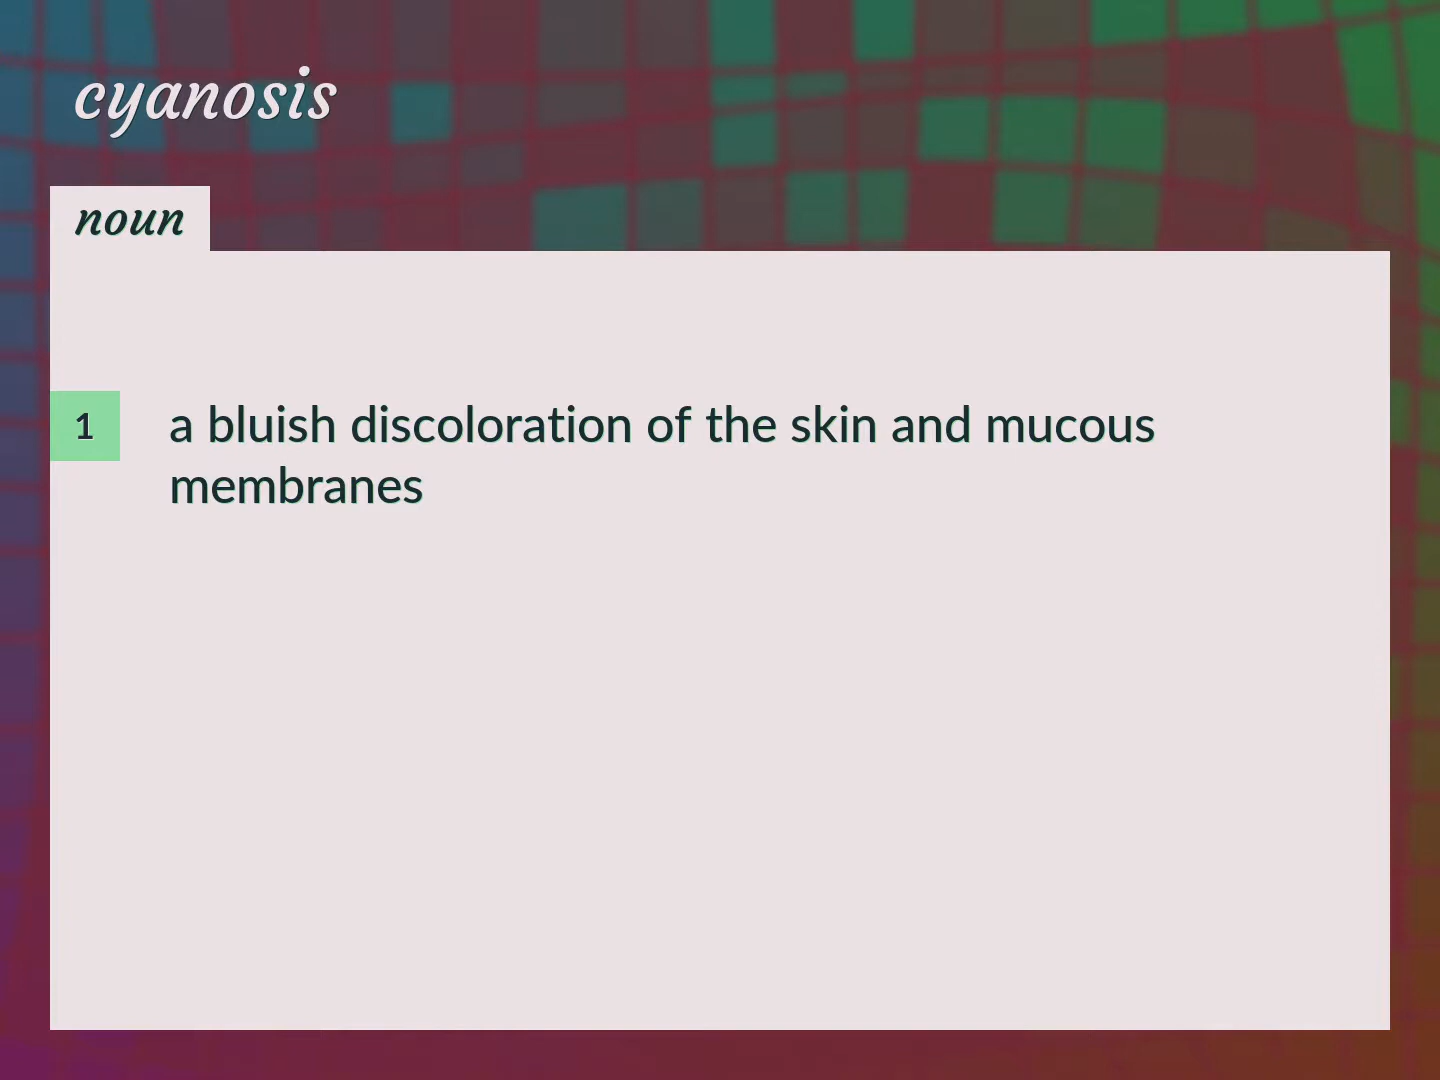 cyanosis
noun
1
a bluish discoloration of the skin and mucous
membranes